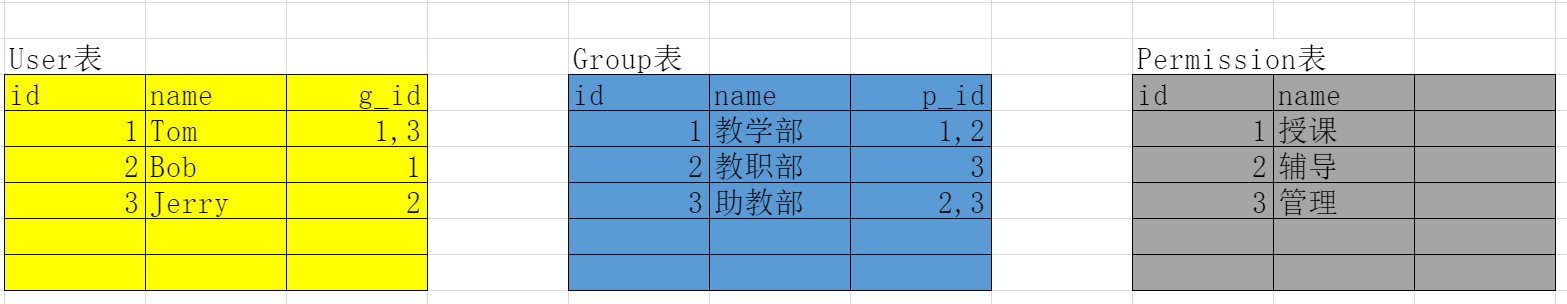 User表 Group表 Permission表
id name g_id id name p_id id name
1 Tom 1,3 1 教学部 1,2 1 授课
2 Bob 1 2 教职部 3 2 辅导
3 Jerry 2 3 助教部 2,3 3 管理